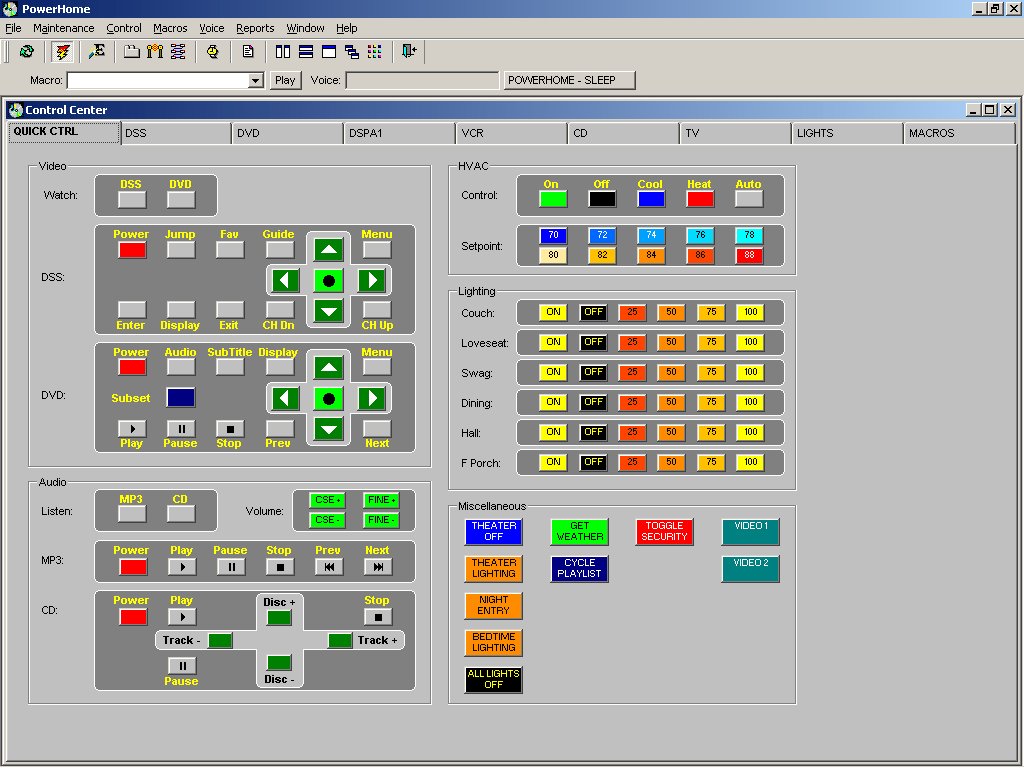 PowerHome
File Maintenance Control Macros Voice Reports Window Help
Macro: Play Voice: POWERHOME - SLEEP
Control Center
QUICK CTRL DSS DVD DSPA1 VCR CD TV LIGHTS MACROS
Video
Watch: DSS DVD
DSS:
Power Jump Fav Guide Menu
Enter Display Exit CH Dn CH Up
DVD:
Power Audio SubTitle Display Menu
Subset
Play Pause Stop Prev Next
Audio
Listen: MP3 CD
Volume: CSE + FINE +
CSE - FINE -
MP3:
Power Play Pause Stop Prev Next
CD:
Power Play Disc + Stop
Track - Track +
Pause Disc -
HVAC
Control: On Off Cool Heat Auto
Setpoint: 70 72 74 76 78
80 82 84 86 88
Lighting
Couch: ON OFF 25 50 75 100
Loveseat: ON OFF 25 50 75 100
Swag: ON OFF 25 50 75 100
Dining: ON OFF 25 50 75 100
Hall: ON OFF 25 50 75 100
F Porch: ON OFF 25 50 75 100
Miscellaneous
THEATER OFF
GET WEATHER
TOGGLE SECURITY
VIDEO 1
THEATER LIGHTING
CYCLE PLAYLIST
VIDEO 2
NIGHT ENTRY
BEDTIME LIGHTING
ALL LIGHTS OFF